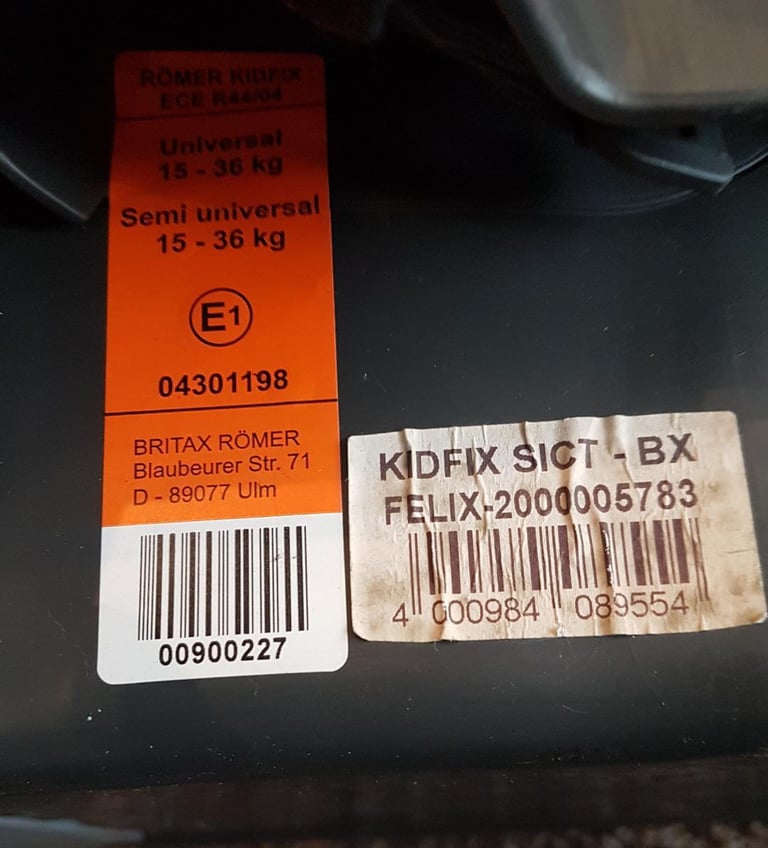 RÖMER KIDFIX
ECE R44/04
Universal
15 - 36 kg
Semi universal
15 - 36 kg
E1
04301198
BRITAX RÖMER
Blaubeurer Str. 71
D - 89077 Ulm
00900227
KIDFIX SICT - BX
FELIX-2000005783
4 000984 089554